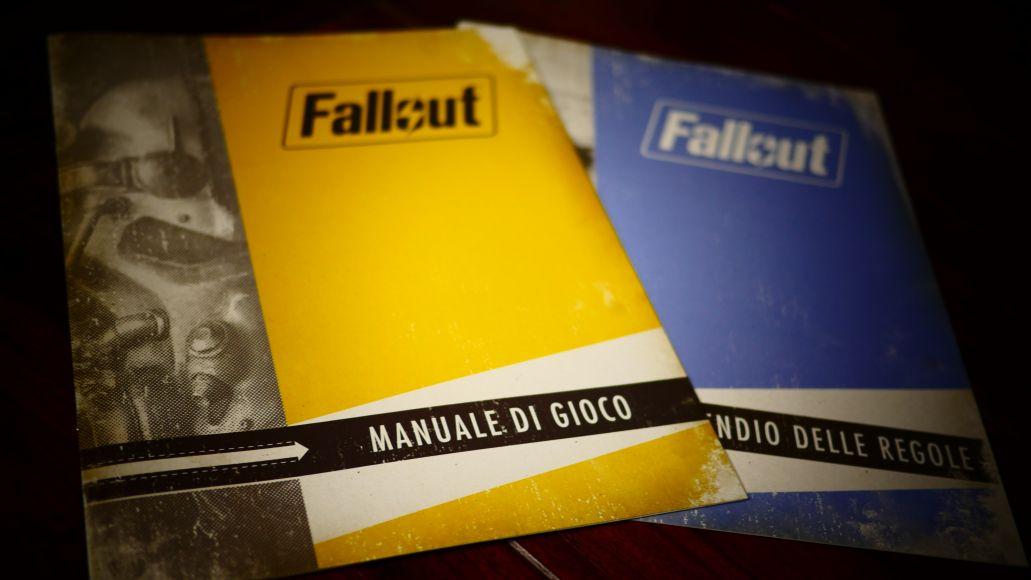 Fallout
MANUALE DI GIOCO
Fallout
NDIO DELLE REGOLE